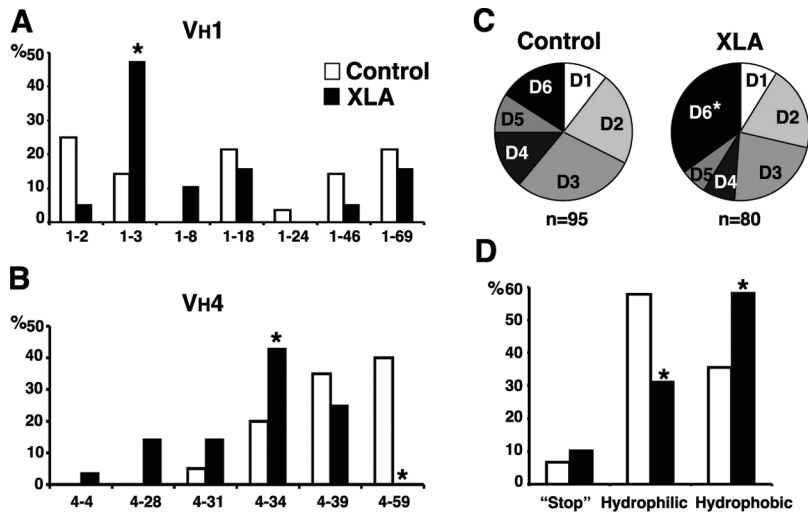 A
VH1
%50
40
30
20
10
0
*
Control
XLA
1-2 1-3 1-8 1-18 1-24 1-46 1-69
B
VH4
%50
40
30
20
10
0
*
*
4-4 4-28 4-31 4-34 4-39 4-59
C
Control XLA
D1
D2
D3
D4
D5
D6
D1
D2
D3
D4
D5
D6*
n=95 n=80
D
%60
50
40
30
20
10
0
*
*
“Stop” Hydrophilic Hydrophobic